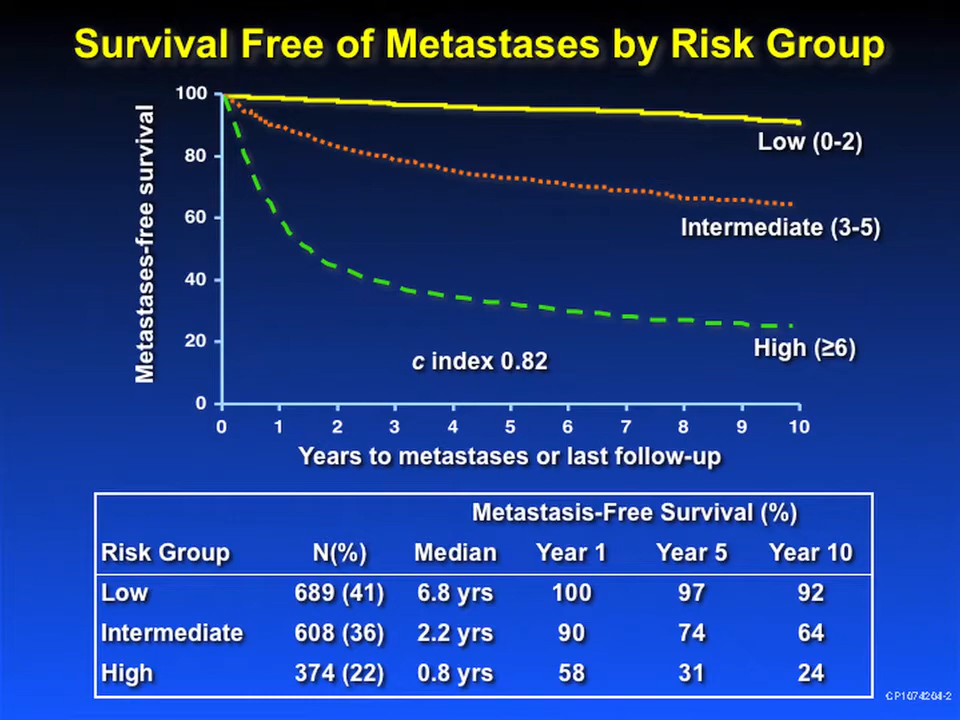 Survival Free of Metastases by Risk Group
Metastases-free survival
100
80
60
40
20
0
Low (0-2)
Intermediate (3-5)
High (≥6)
c index 0.82
0 1 2 3 4 5 6 7 8 9 10
Years to metastases or last follow-up
Metastasis-Free Survival (%)
Risk Group N(%) Median Year 1 Year 5 Year 10
Low 689 (41) 6.8 yrs 100 97 92
Intermediate 608 (36) 2.2 yrs 90 74 64
High 374 (22) 0.8 yrs 58 31 24
CP1074204-2